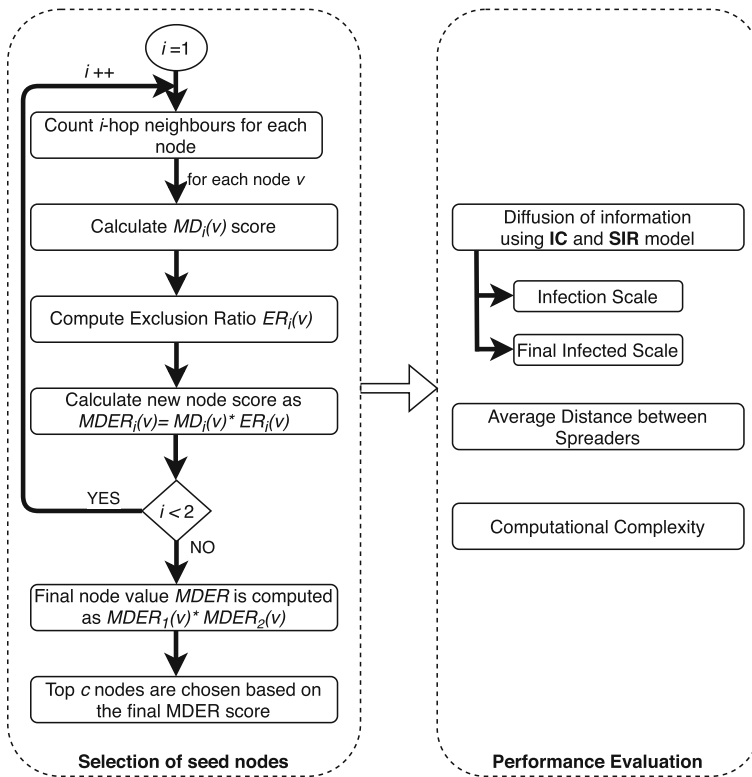 i=1
i ++
Count i-hop neighbours for each
node
for each node v
Calculate MDi(v) score
Compute Exclusion Ratio ERi(v)
Calculate new node score as
MDERi(v)= MDi(v)* ERi(v)
YES
i < 2
NO
Final node value MDER is computed
as MDER1(v)* MDER2(v)
Top c nodes are chosen based on
the final MDER score
Selection of seed nodes
Diffusion of information
using IC and SIR model
Infection Scale
Final Infected Scale
Average Distance between
Spreaders
Computational Complexity
Performance Evaluation